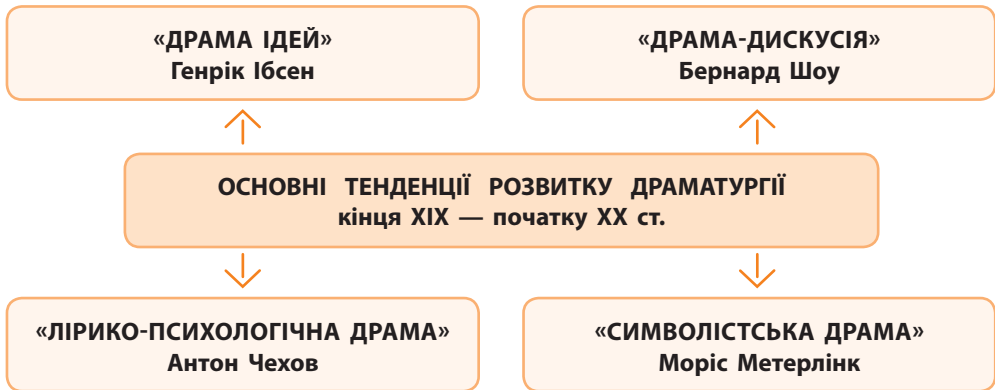 «ДРАМА ІДЕЙ»
Генрік Ібсен
«ДРАМА-ДИСКУСІЯ»
Бернард Шоу
ОСНОВНІ ТЕНДЕНЦІЇ РОЗВИТКУ ДРАМАТУРГІЇ
кінця XIX — початку XX ст.
«ЛІРИКО-ПСИХОЛОГІЧНА ДРАМА»
Антон Чехов
«СИМВОЛІСТСЬКА ДРАМА»
Моріс Метерлінк